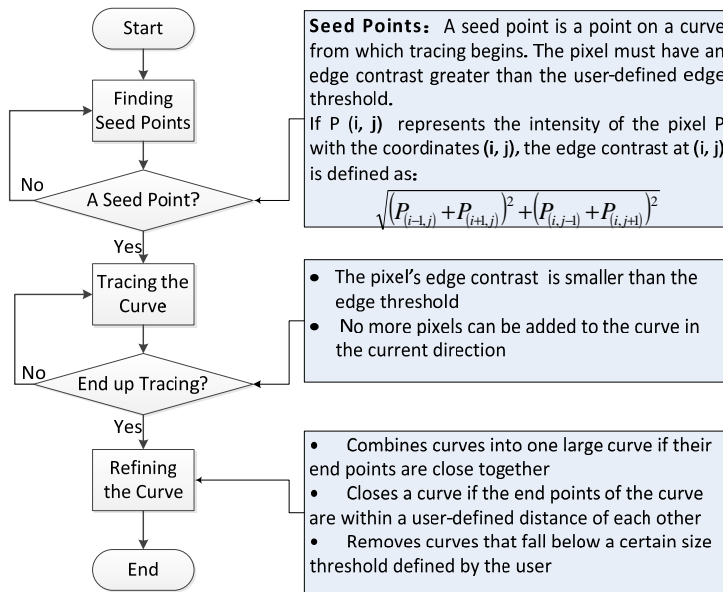 Start
Finding
Seed Points
No
A Seed Point?
Yes
Tracing the
Curve
No
End up Tracing?
Yes
Refining
the Curve
End
Seed Points: A seed point is a point on a curve
from which tracing begins. The pixel must have an
edge contrast greater than the user-defined edge
threshold.
If P (i, j) represents the intensity of the pixel P
with the coordinates (i, j), the edge contrast at (i, j)
is defined as:
√((P(i−1,j) + P(i+1,j))² + (P(i,j−1) + P(i,j+1))²)
• The pixel's edge contrast is smaller than the
edge threshold
• No more pixels can be added to the curve in
the current direction
• Combines curves into one large curve if their
end points are close together
• Closes a curve if the end points of the curve
are within a user-defined distance of each other
• Removes curves that fall below a certain size
threshold defined by the user